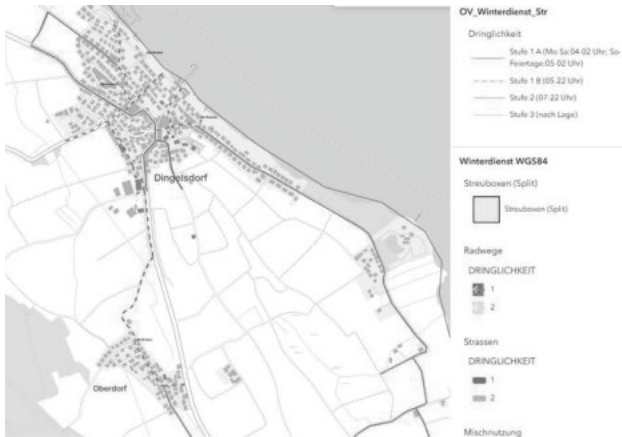 Dingelsdorf
Oberdorf
OV_Winterdienst_Str
Dringlichkeit
Stufe 1 A (Mo-Sa:04-02 Uhr; So-
Feiertage:05-02 Uhr)
Stufe 1 B (05-22 Uhr)
Stufe 2 (07-22 Uhr)
Stufe 3 (nach Lage)
Winterdienst WG584
Streuboxen (Split)
Streuboxen (Split)
Radwege
DRINGLICHKEIT
1
2
Strassen
DRINGLICHKEIT
1
2
Mischnutzung